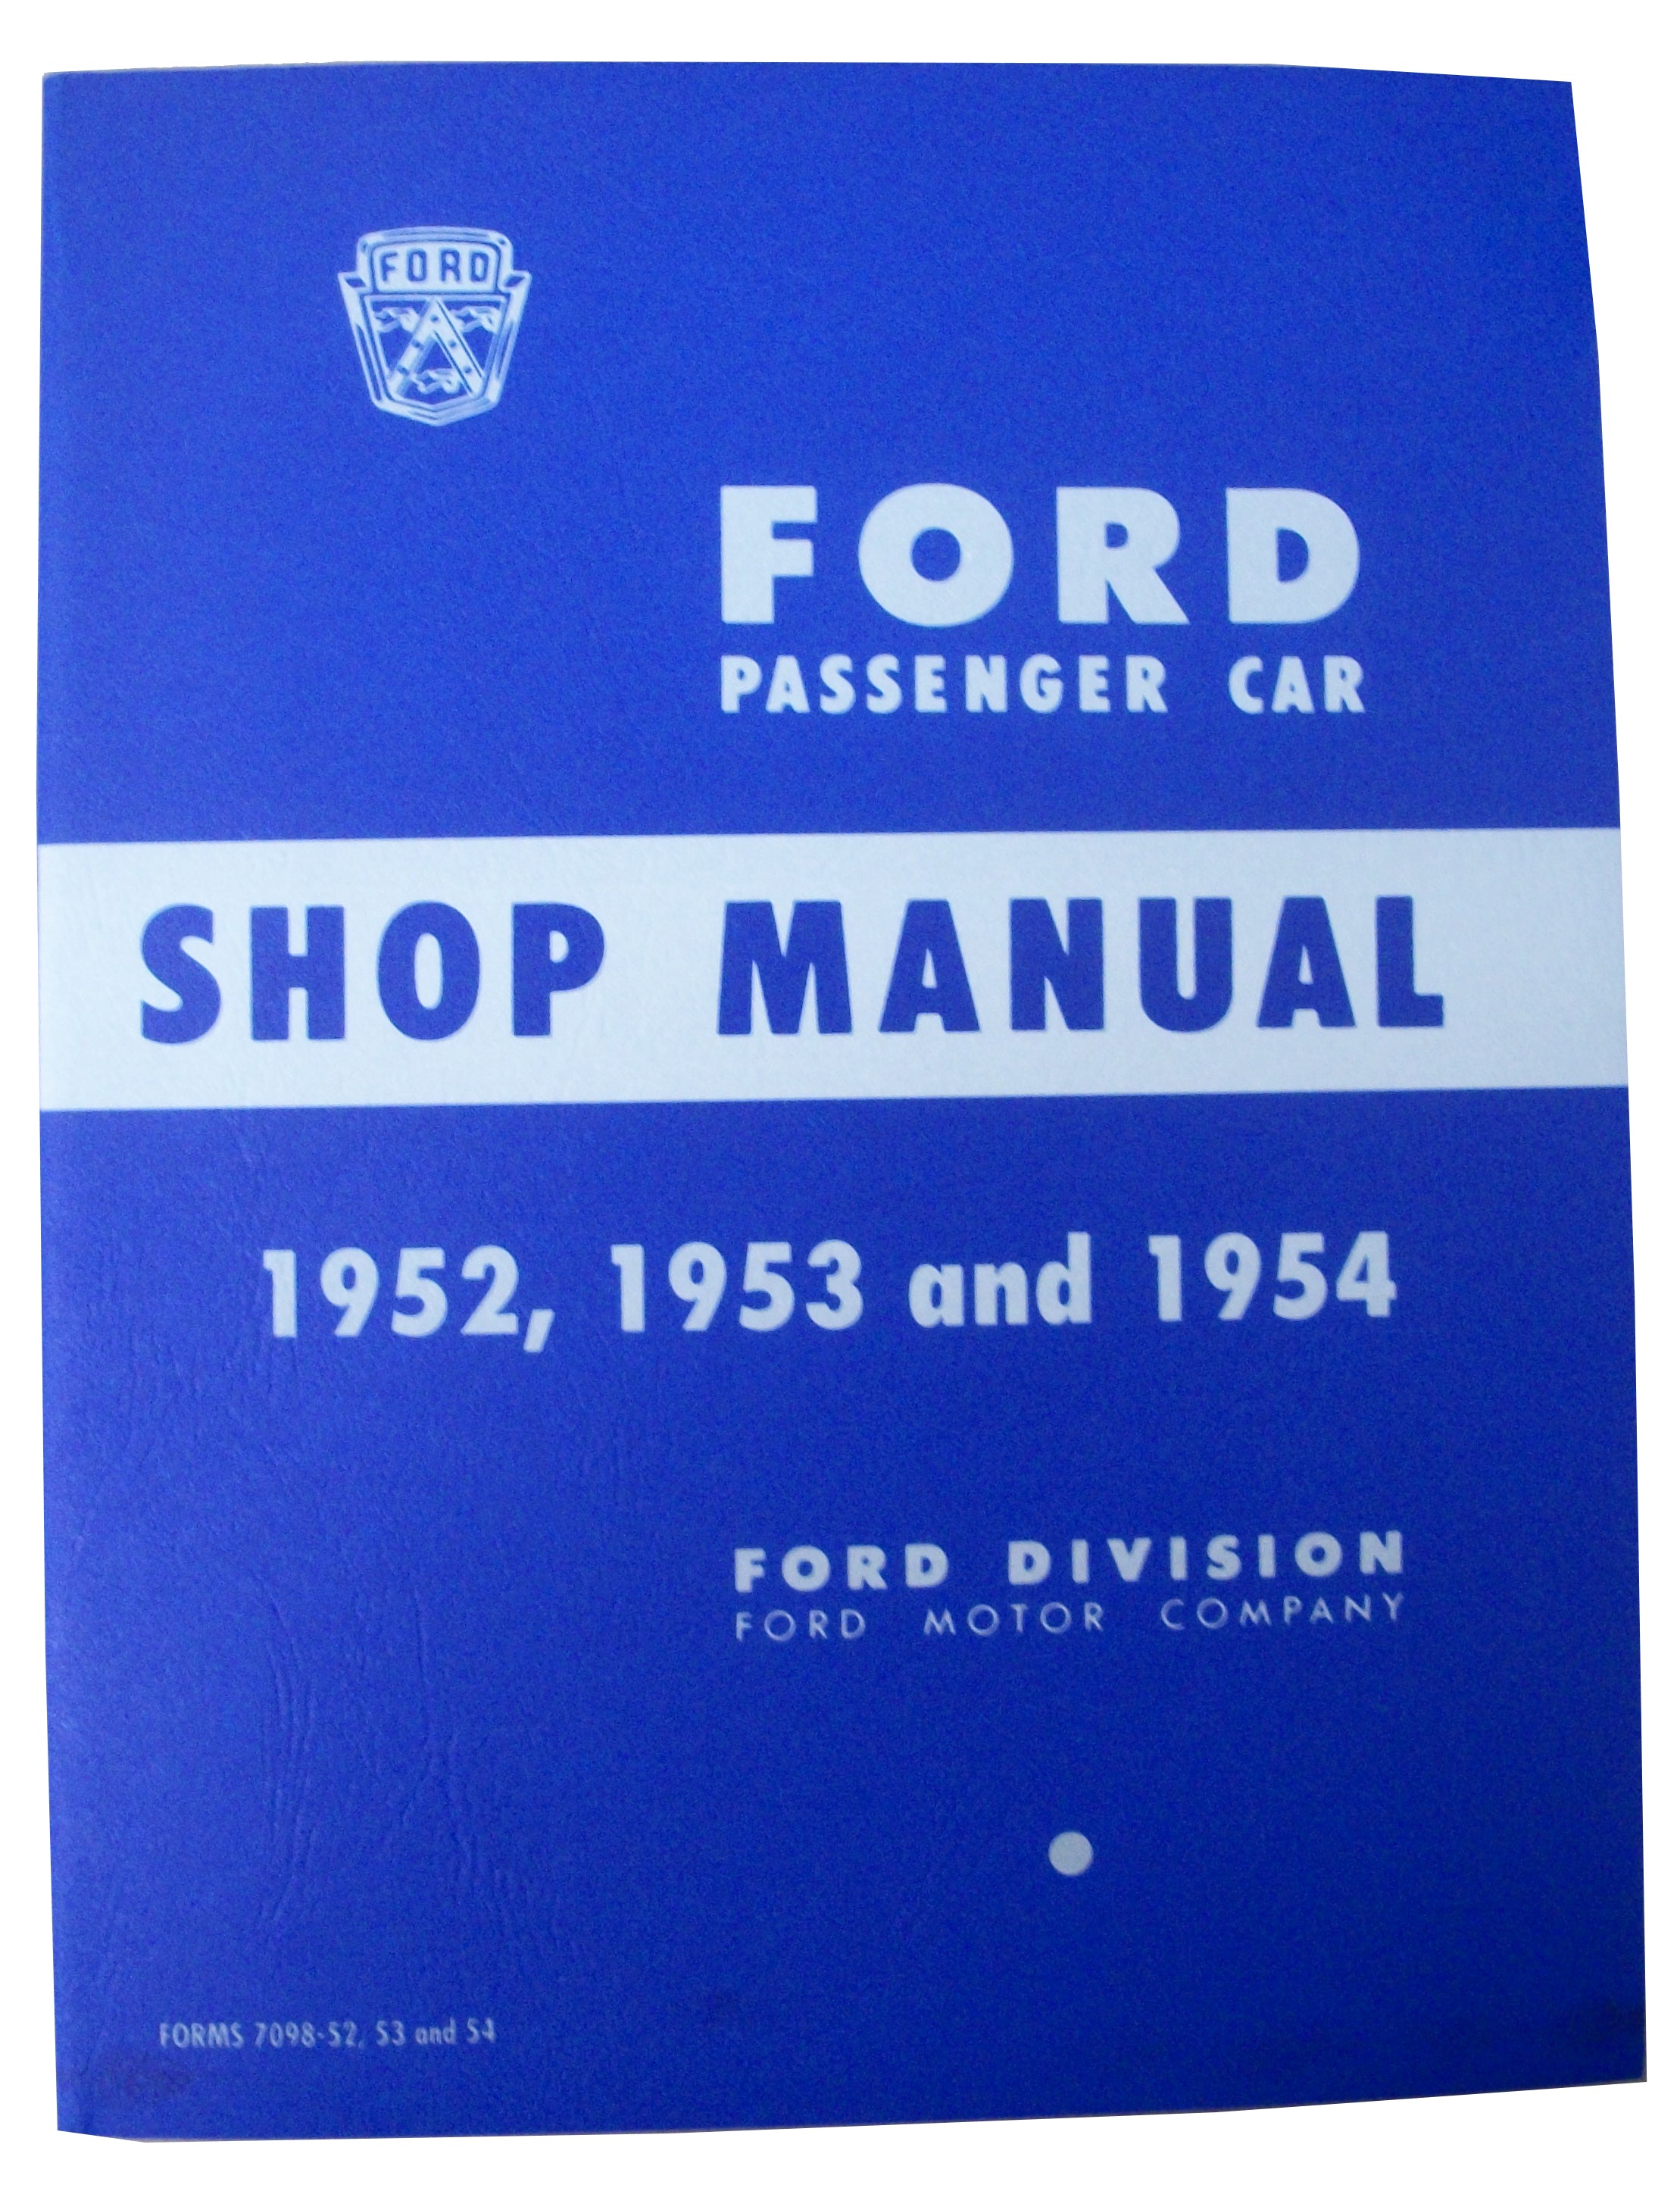 FORD
FORD
PASSENGER CAR
SHOP MANUAL
1952, 1953 and 1954
FORD DIVISION
FORD MOTOR COMPANY
FORMS 7098-52, 53 and 54